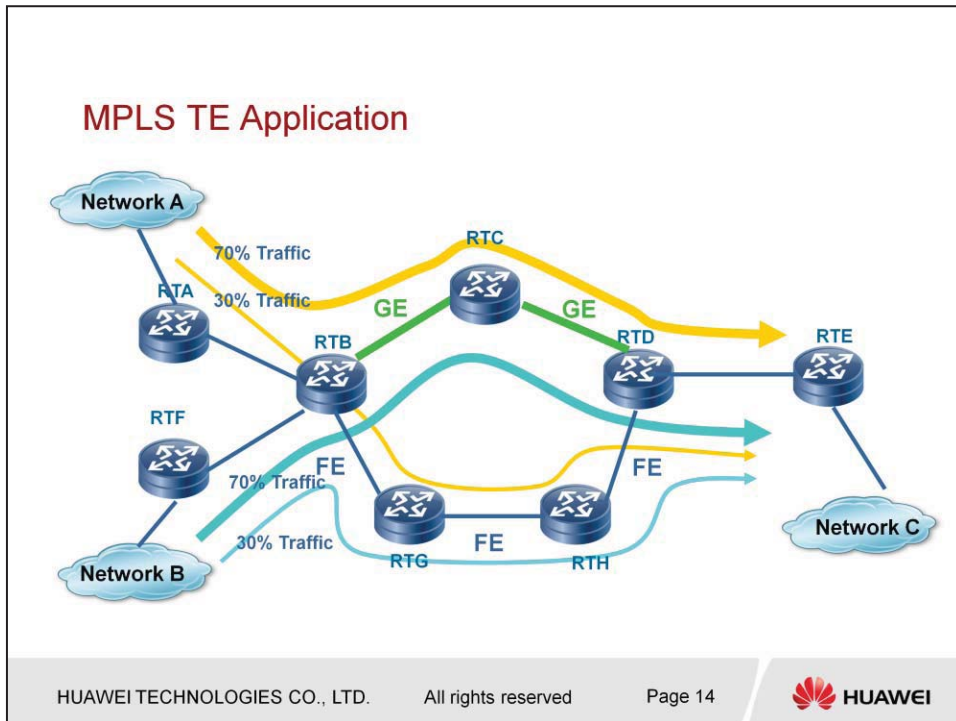 MPLS TE Application
Network A
70% Traffic
RTC
RTA
30% Traffic
GE
GE
RTB
RTD
RTE
RTF
FE
FE
70% Traffic
Network C
30% Traffic
FE
RTG
RTH
Network B
HUAWEI TECHNOLOGIES CO., LTD. All rights reserved Page 14 HUAWEI